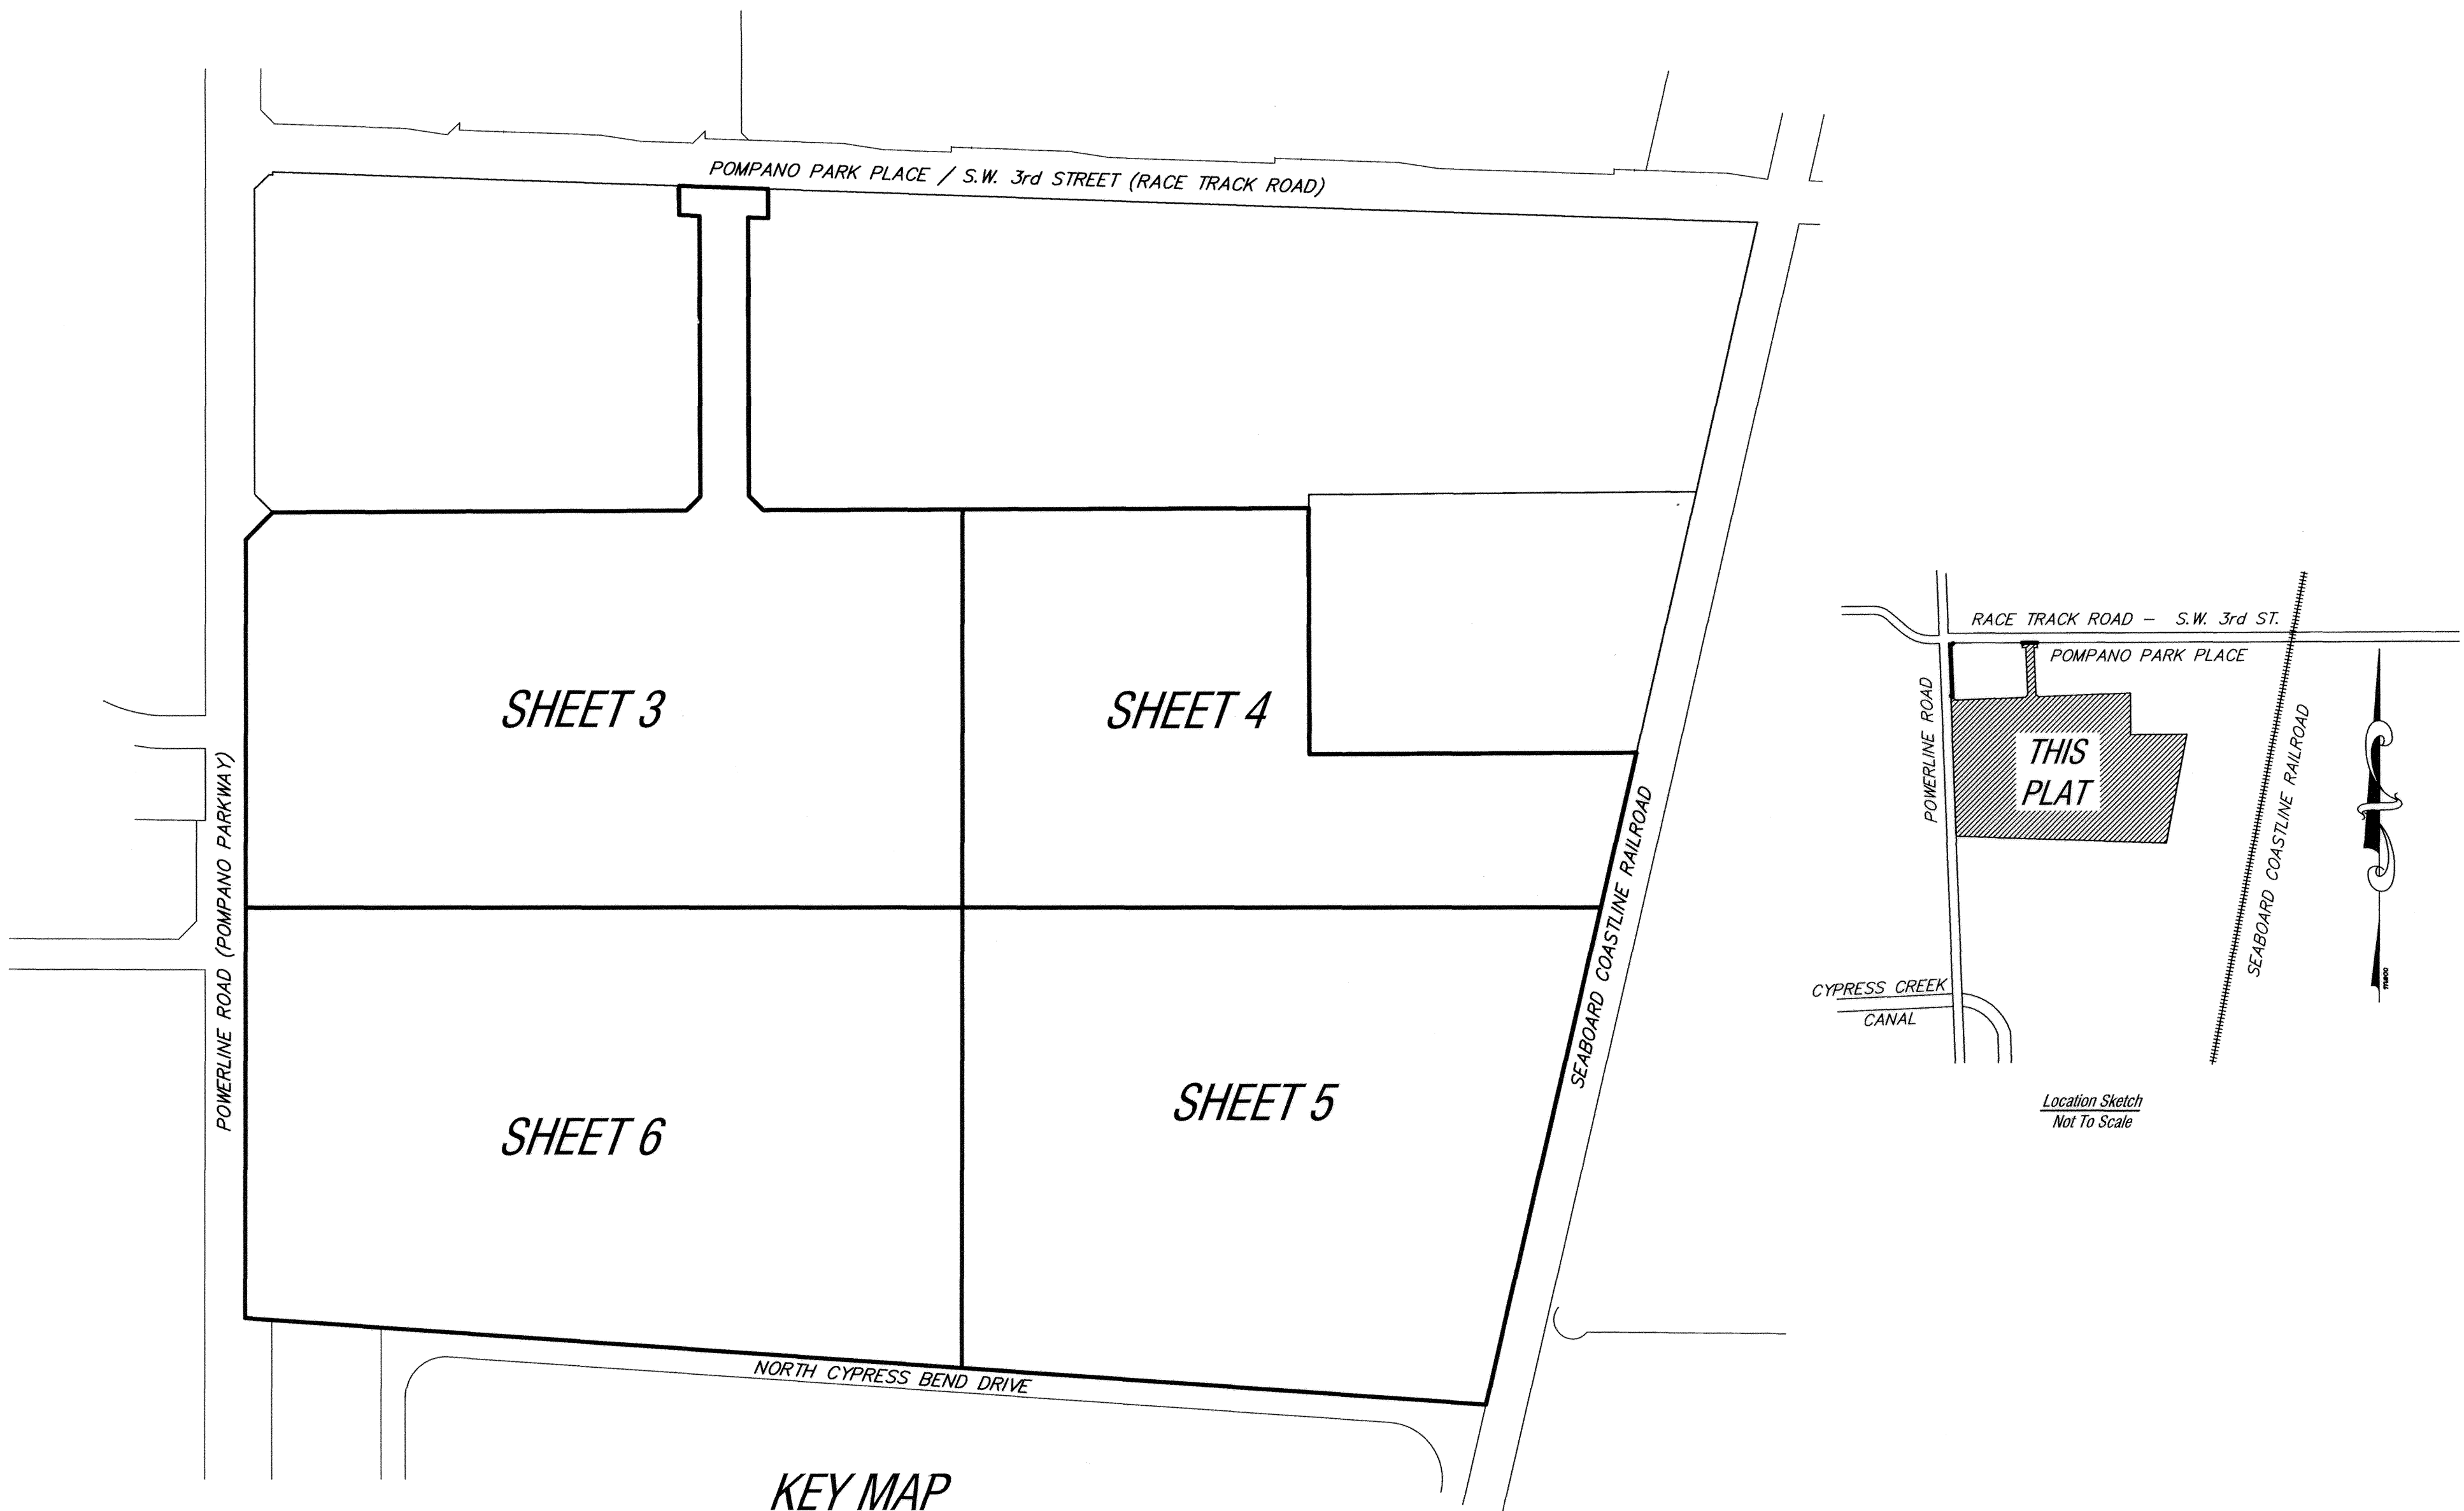 POMPANO PARK PLACE / S.W. 3rd STREET (RACE TRACK ROAD)
SHEET 3
SHEET 4
POWERLINE ROAD (POMPANO PARKWAY)
SEABOARD COASTLINE RAILROAD
SHEET 6
SHEET 5
NORTH CYPRESS BEND DRIVE
KEY MAP
RACE TRACK ROAD - S.W. 3rd ST.
POMPANO PARK PLACE
POWERLINE ROAD
THIS
PLAT
SEABOARD COASTLINE RAILROAD
CYPRESS CREEK
CANAL
Location Sketch
Not To Scale